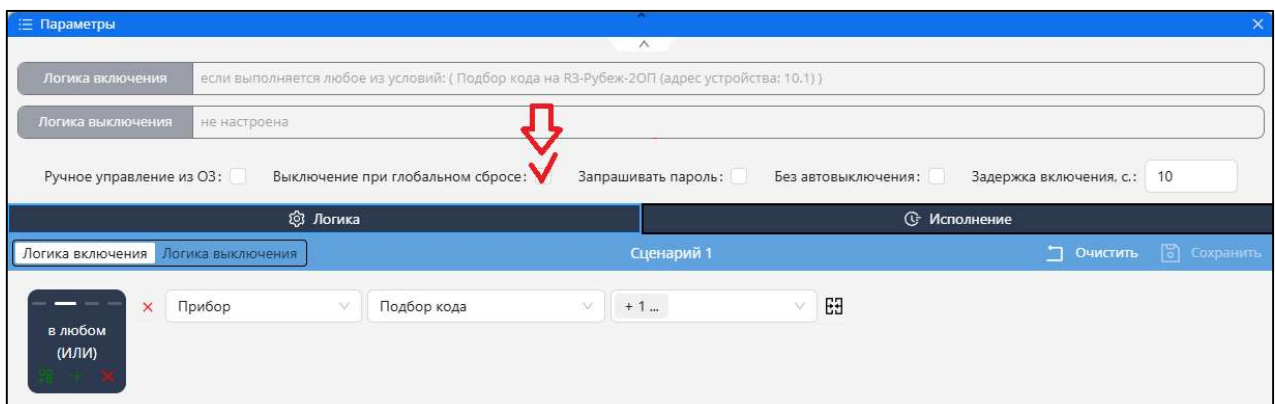 Параметры
Логика включения если выполняется любое из условий: ( Подбор кода на R3-Рубеж-2ОП (адрес устройства: 10.1) )
Логика выключения не настроена
Ручное управление из ОЗ: Выключение при глобальном сбросе: Запрашивать пароль: Без автовыключения: Задержка включения, с.: 10
Логика Исполнение
Логика включения Логика выключения Сценарий 1 Очистить Сохранить
Прибор Подбор кода + 1 ...
в любом
(ИЛИ)